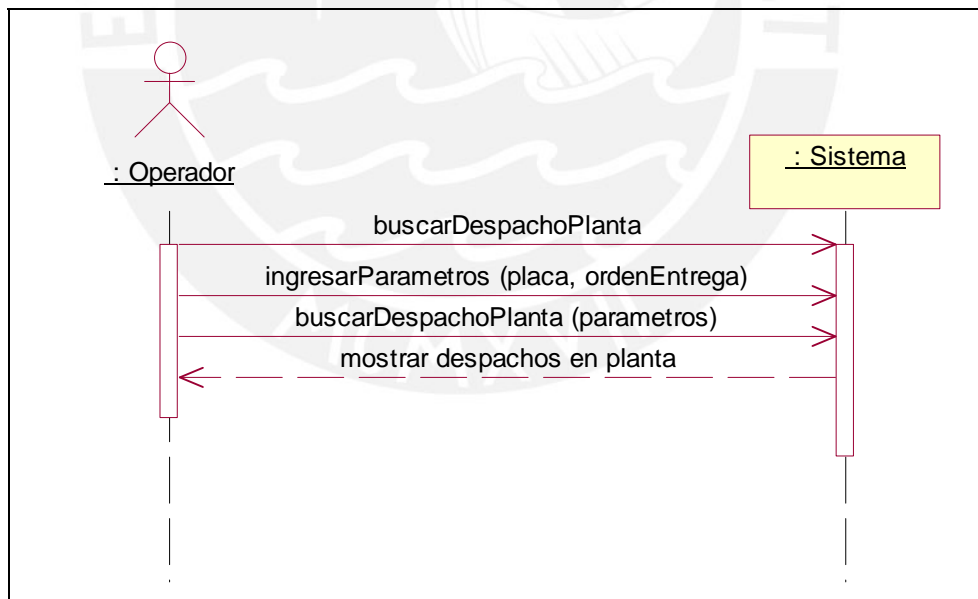 : Operador
: Sistema
buscarDespachoPlanta
ingresarParametros (placa, ordenEntrega)
buscarDespachoPlanta (parametros)
mostrar despachos en planta